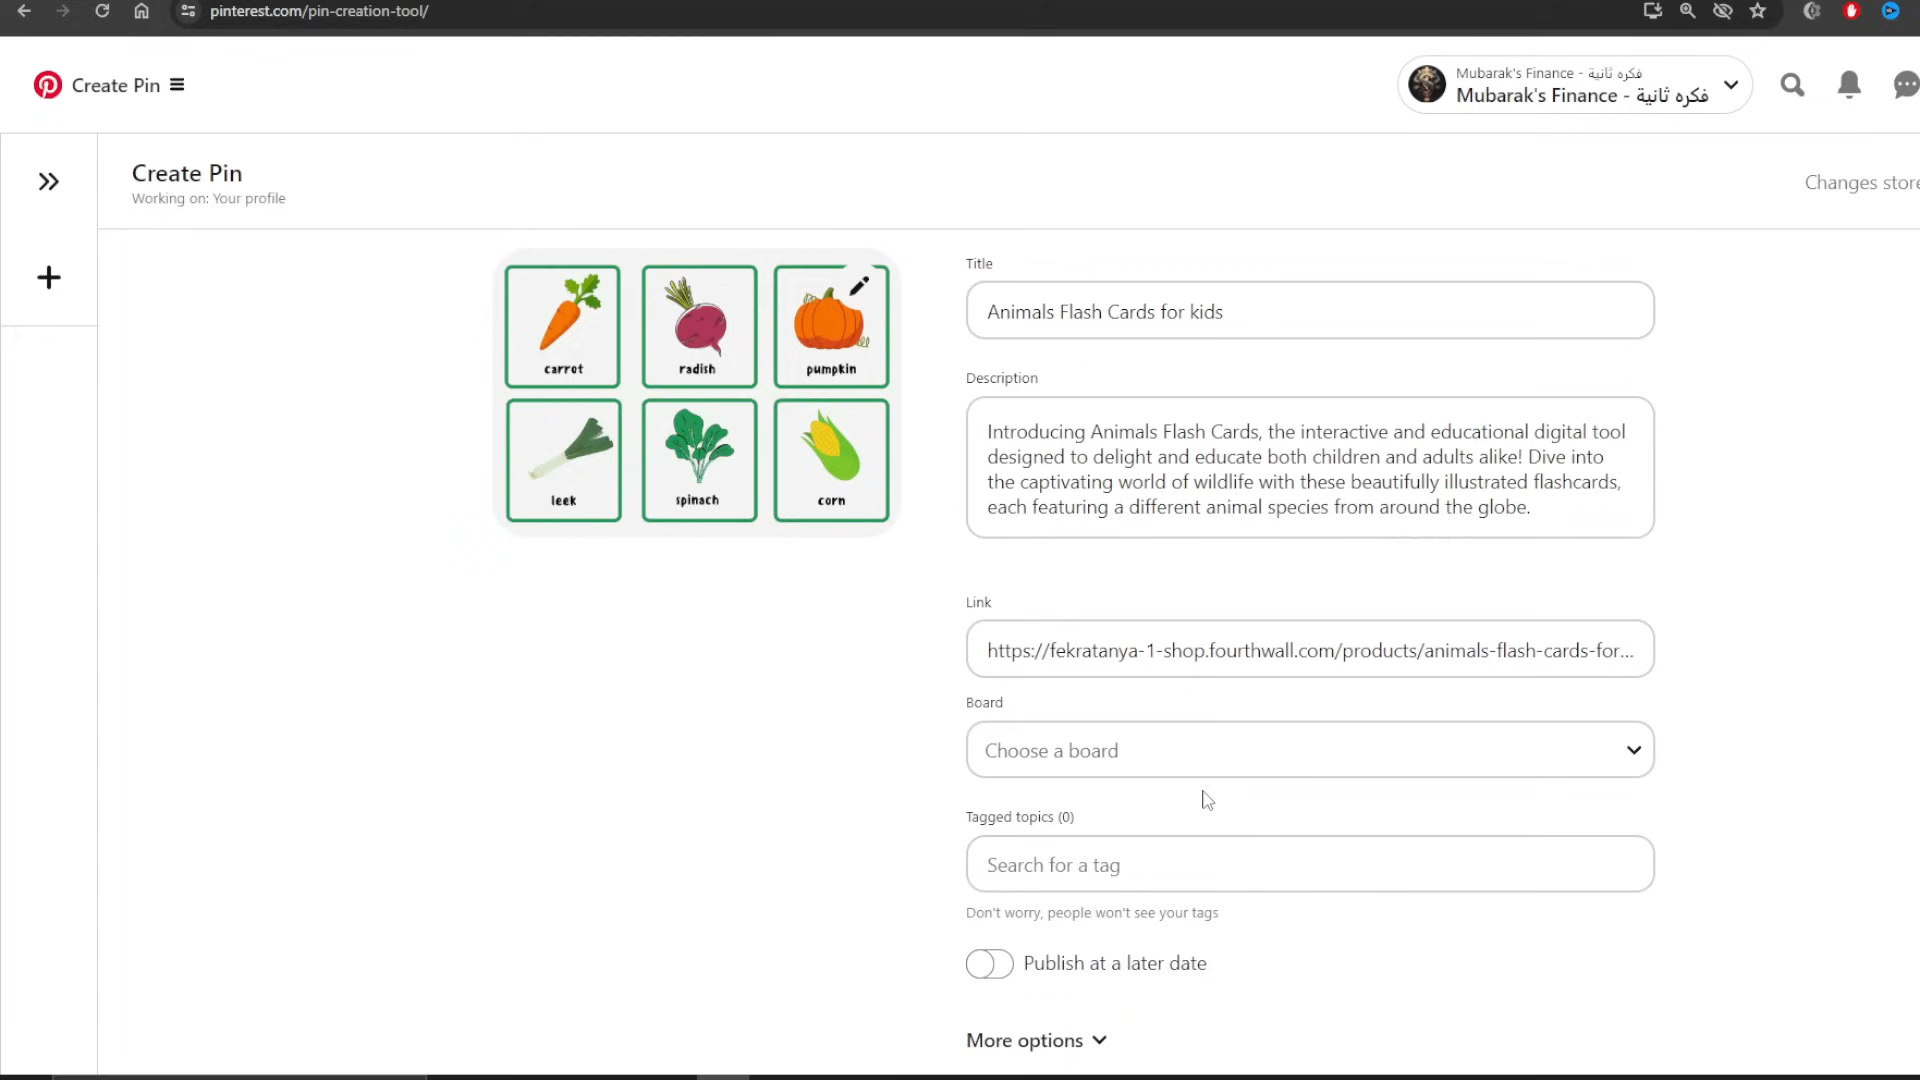 pinterest.com/pin-creation-tool/
Create Pin
Mubarak's Finance - فكره ثانية
Mubarak's Finance - فكره ثانية
Create Pin
Working on: Your profile
Changes store
carrot
radish
pumpkin
leek
spinach
corn
Title
Animals Flash Cards for kids
Description
Introducing Animals Flash Cards, the interactive and educational digital tool
designed to delight and educate both children and adults alike! Dive into
the captivating world of wildlife with these beautifully illustrated flashcards,
each featuring a different animal species from around the globe.
Link
https://fekratanya-1-shop.fourthwall.com/products/animals-flash-cards-for...
Board
Choose a board
Tagged topics (0)
Search for a tag
Don't worry, people won't see your tags
Publish at a later date
More options